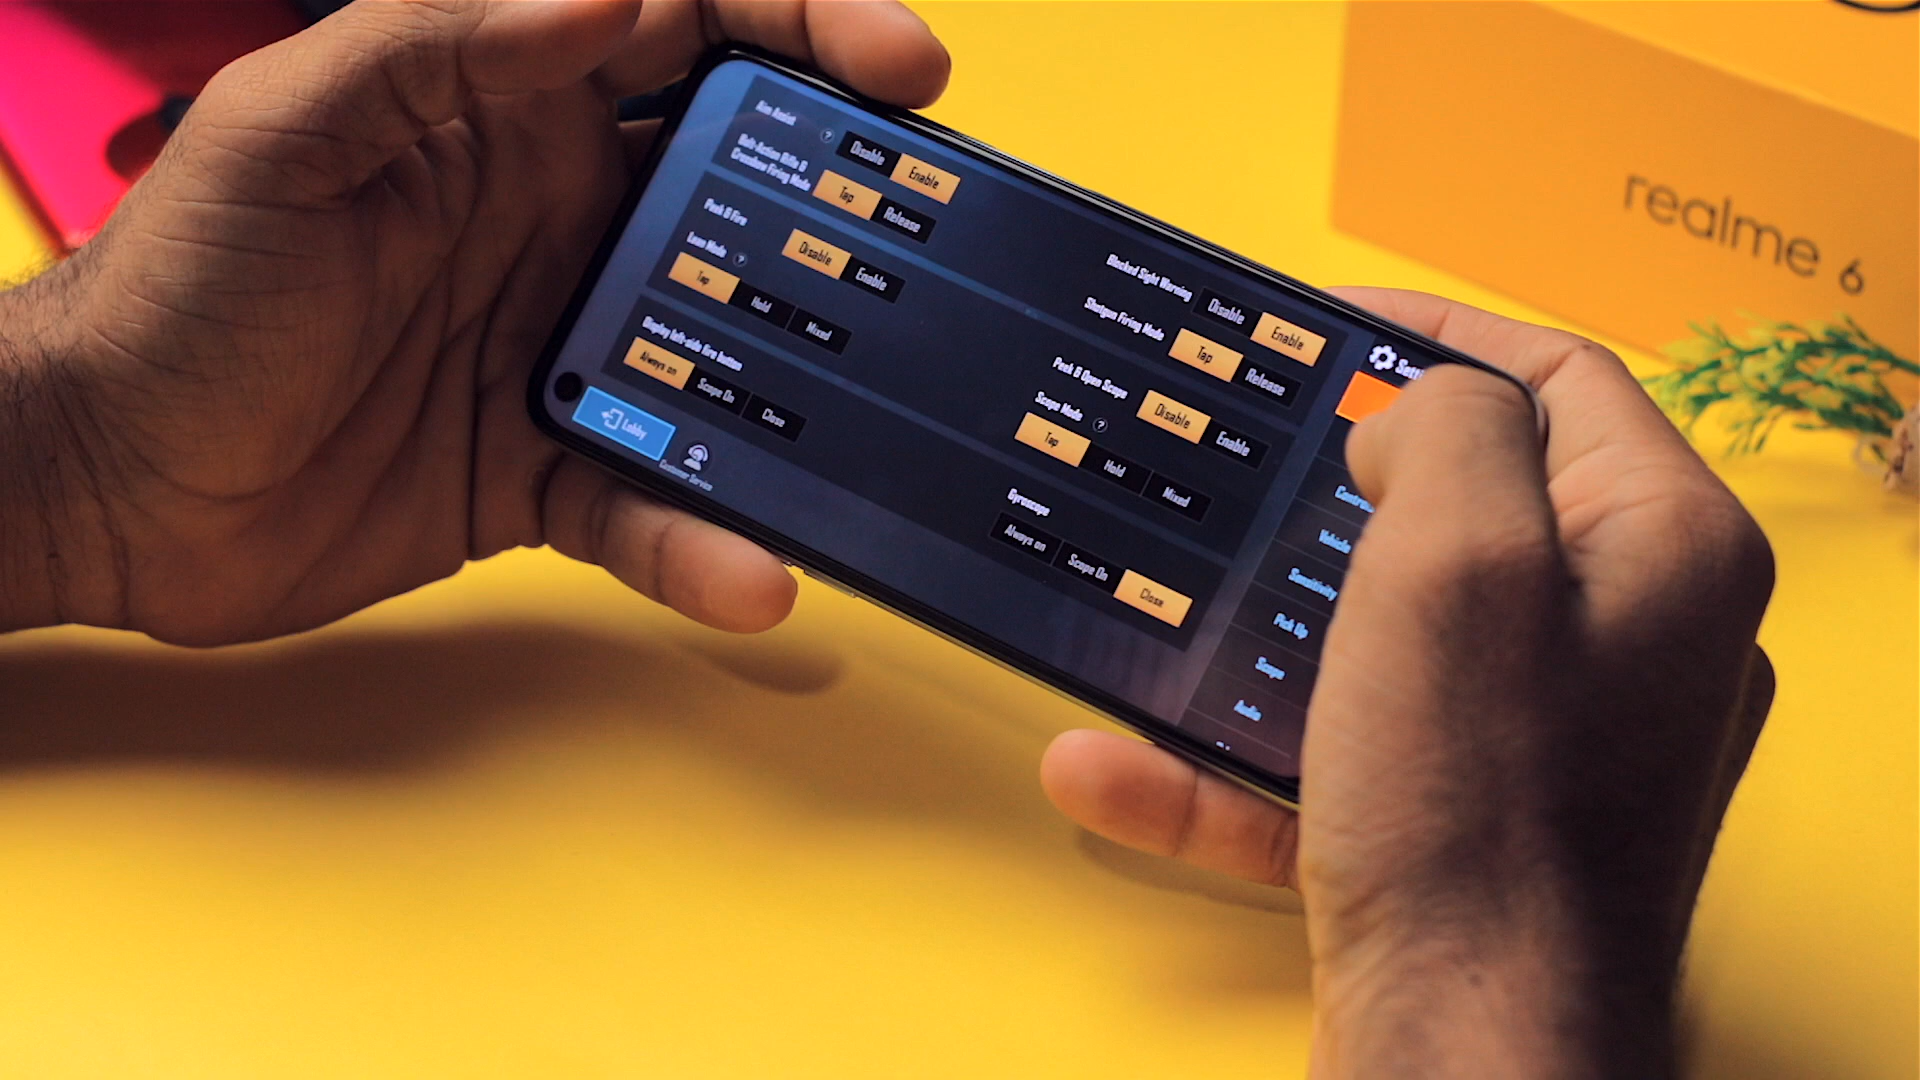 Aim Assist
?
Disable
Enable
Bolt-Action Rifle &
Crossbow Firing Mode
Tap
Release
Peek & Fire
Disable
Enable
Lean Mode
?
Tap
Hold
Mixed
Display left-side fire button
Always on
Scope On
Close
Lobby
Customer Service
Blocked Sight Warning
Disable
Enable
Shotgun Firing Mode
Tap
Release
Peek & Open Scope
Disable
Enable
Scope Mode
?
Tap
Hold
Mixed
Gyroscope
Always on
Scope On
Close
Vehicle
Sensitivity
Pick Up
Scope
Audio
realme 6